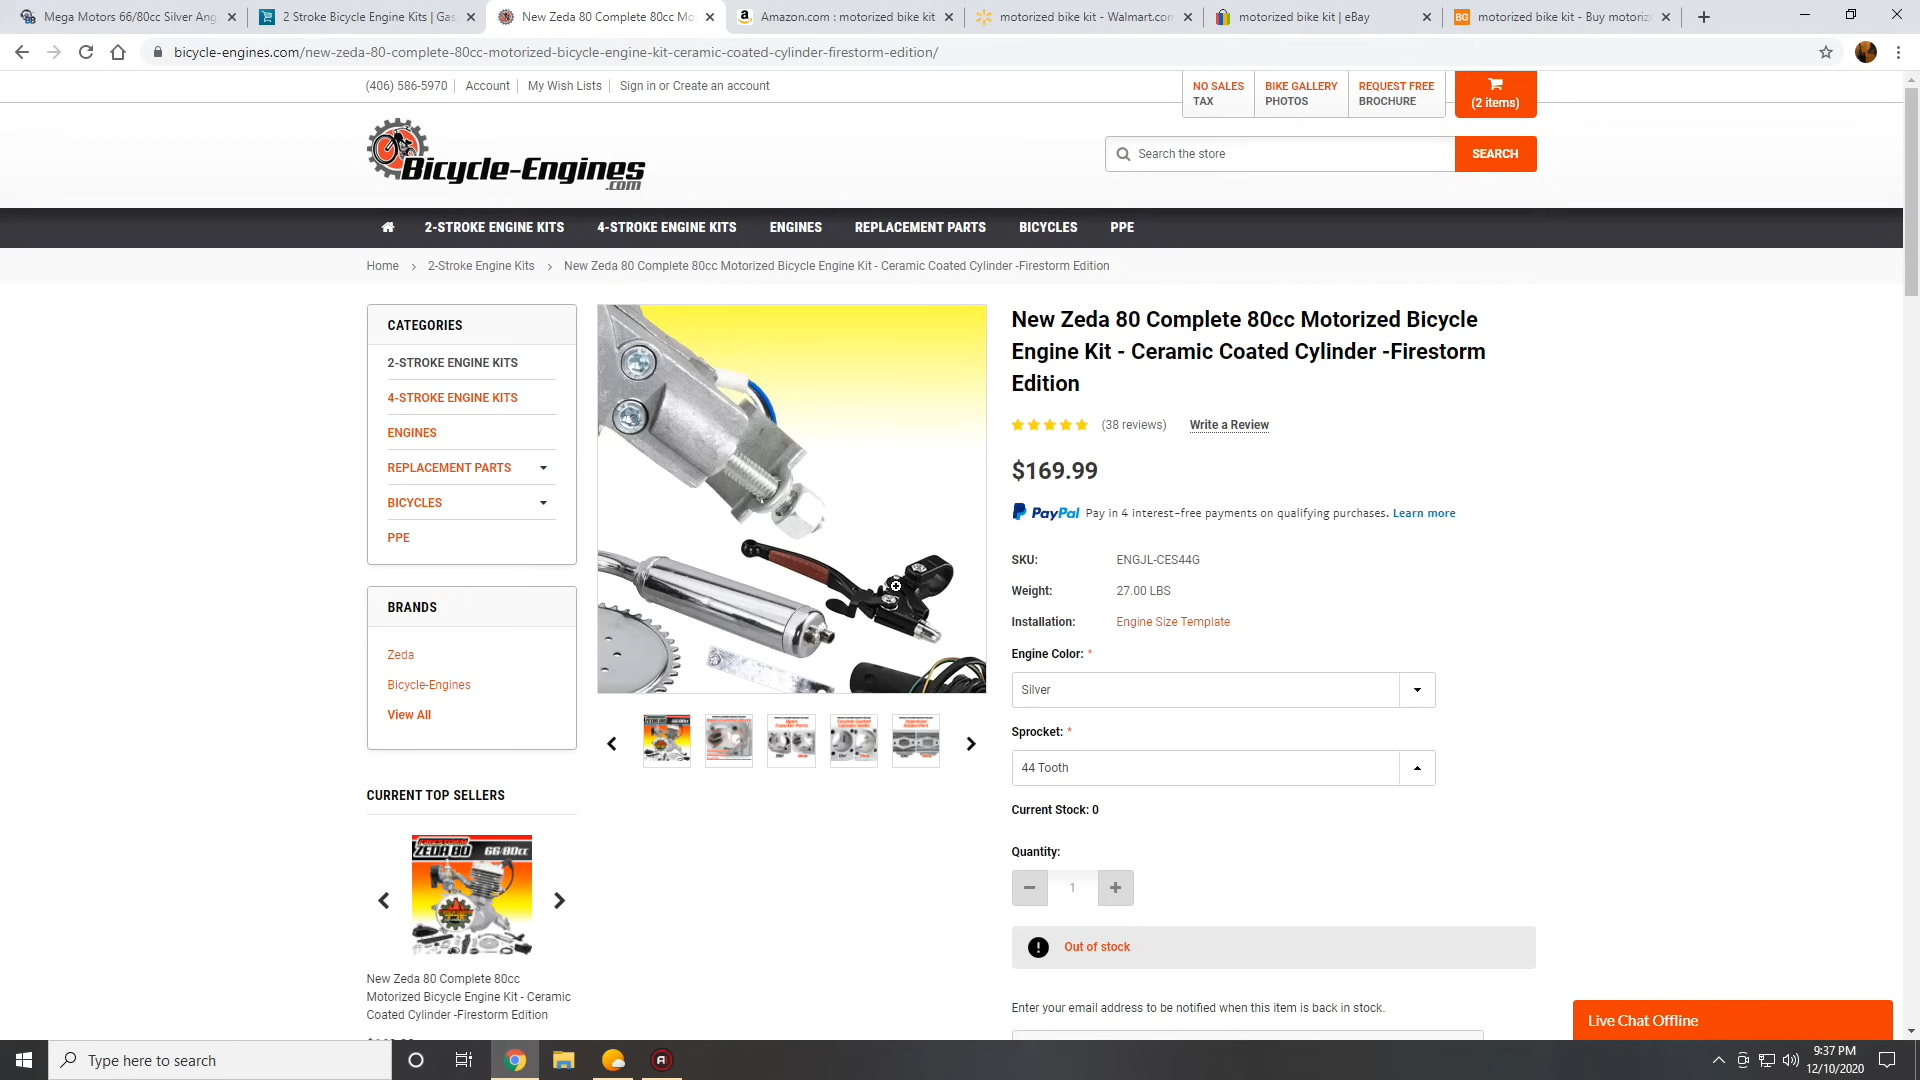 Mega Motors 66/80cc Silver Ang
2 Stroke Bicycle Engine Kits | Gas
New Zeda 80 Complete 80cc Mo
Amazon.com : motorized bike kit
motorized bike kit - Walmart.com
motorized bike kit | eBay
BG
motorized bike kit - Buy motoriz
bicycle-engines.com/new-zeda-80-complete-80cc-motorized-bicycle-engine-kit-ceramic-coated-cylinder-firestorm-edition/
(406) 586-5970
Account
My Wish Lists
Sign in or Create an account
NO SALES
TAX
BIKE GALLERY
PHOTOS
REQUEST FREE
BROCHURE
(2 items)
Bicycle-Engines
.com
Search the store
SEARCH
2-STROKE ENGINE KITS
4-STROKE ENGINE KITS
ENGINES
REPLACEMENT PARTS
BICYCLES
PPE
Home > 2-Stroke Engine Kits > New Zeda 80 Complete 80cc Motorized Bicycle Engine Kit - Ceramic Coated Cylinder -Firestorm Edition
CATEGORIES
2-STROKE ENGINE KITS
4-STROKE ENGINE KITS
ENGINES
REPLACEMENT PARTS
BICYCLES
PPE
BRANDS
Zeda
Bicycle-Engines
View All
CURRENT TOP SELLERS
ZEDA 80
66/80cc
New Zeda 80 Complete 80cc
Motorized Bicycle Engine Kit - Ceramic
Coated Cylinder -Firestorm Edition
New Zeda 80 Complete 80cc Motorized Bicycle
Engine Kit - Ceramic Coated Cylinder -Firestorm
Edition
(38 reviews)
Write a Review
$169.99
PayPal Pay in 4 interest-free payments on qualifying purchases. Learn more
SKU: ENGJL-CES44G
Weight: 27.00 LBS
Installation: Engine Size Template
Engine Color: *
Silver
Sprocket: *
44 Tooth
Current Stock: 0
Quantity:
1
Out of stock
Enter your email address to be notified when this item is back in stock.
Live Chat Offline
Type here to search
9:37 PM
12/10/2020